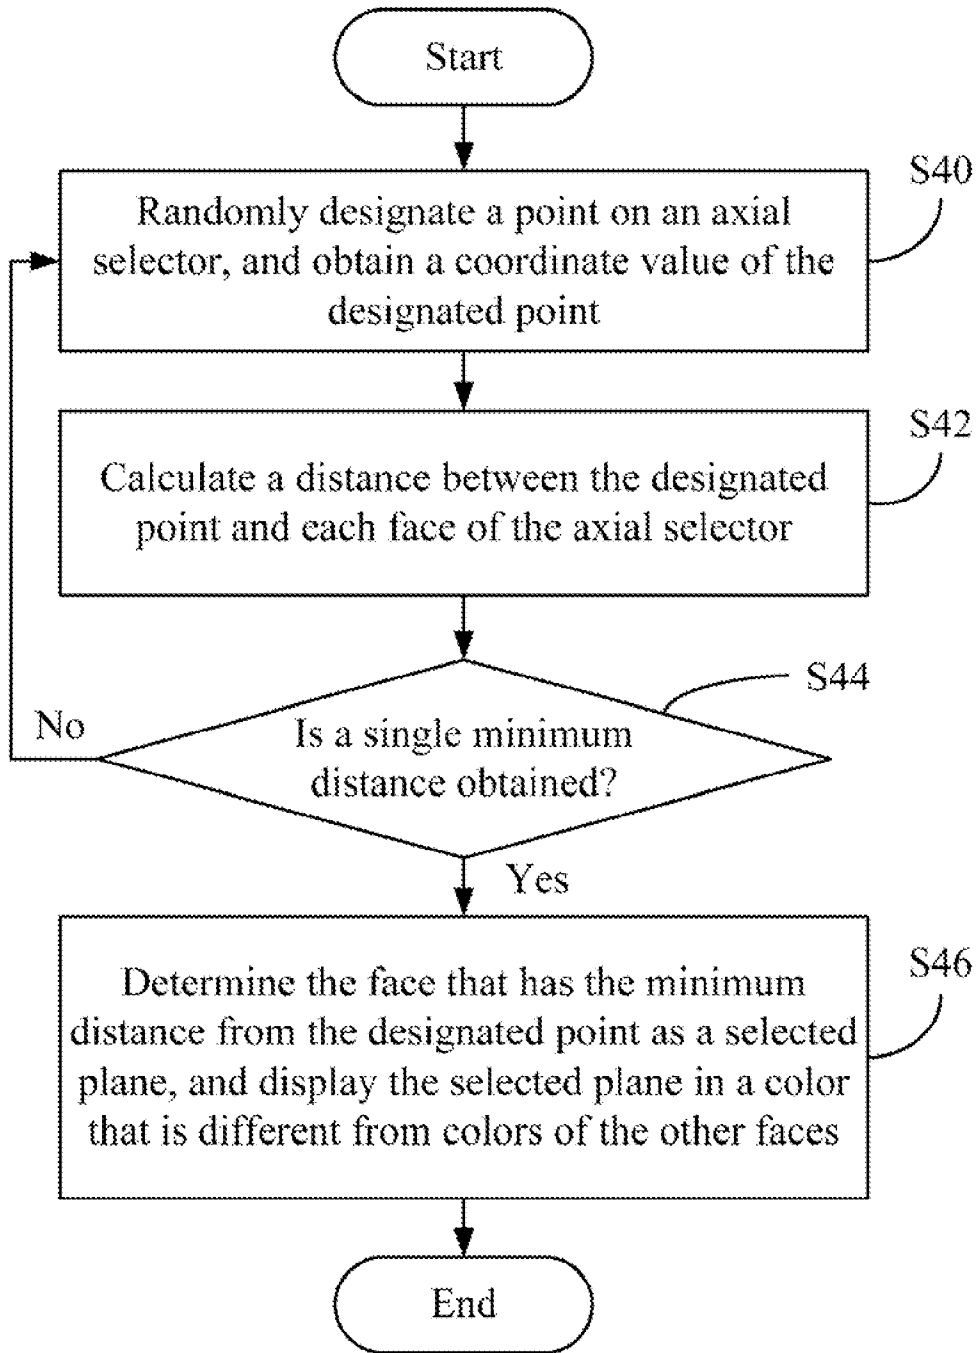 Start
S40
Randomly designate a point on an axial
selector, and obtain a coordinate value of the
designated point
S42
Calculate a distance between the designated
point and each face of the axial selector
S44
No
Is a single minimum
distance obtained?
Yes
S46
Determine the face that has the minimum
distance from the designated point as a selected
plane, and display the selected plane in a color
that is different from colors of the other faces
End